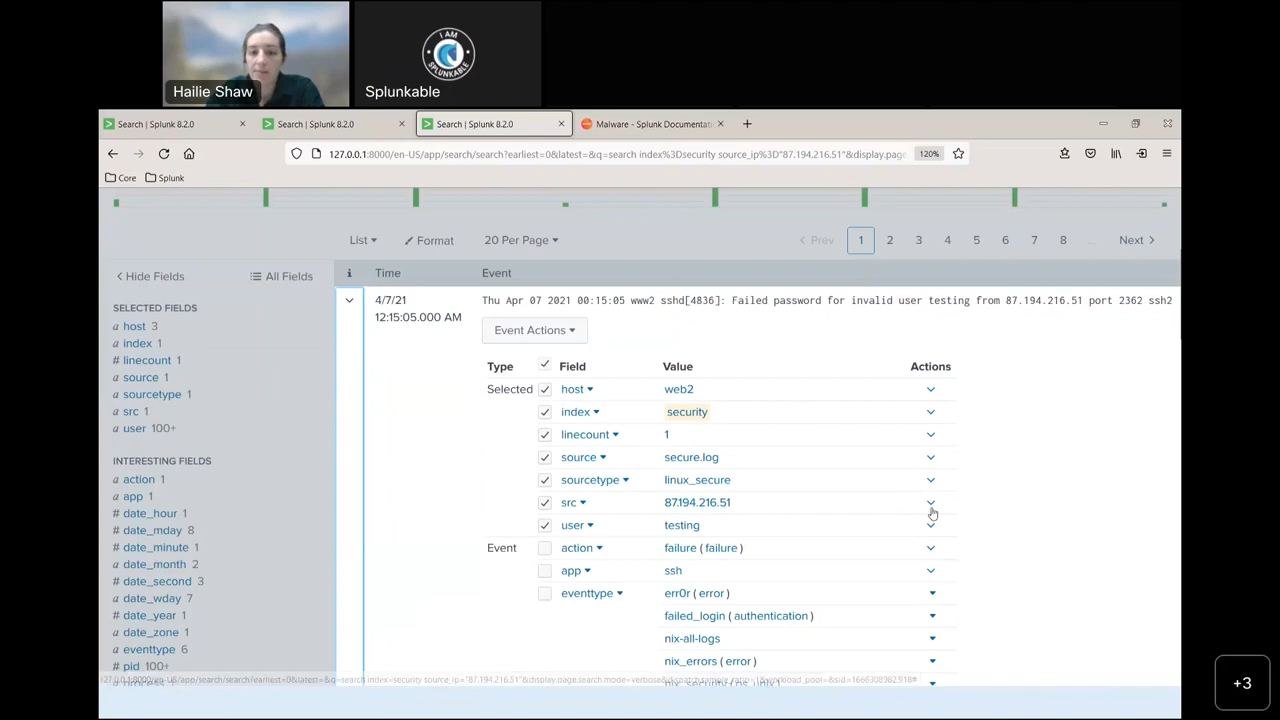 I AM
SPLUNKABLE
Hailie Shaw
Splunkable
Search | Splunk 8.2.0
Search | Splunk 8.2.0
Search | Splunk 8.2.0
Malware - Splunk Documentati
127.0.0.1:8000/en-US/app/search/search?earliest=0&latest=&q=search index%3Dsecurity source_ip%3D"87.194.216.51"&display.page
120%
Core
Splunk
List
Format
20 Per Page
< Prev
1
2
3
4
5
6
7
8
...
Next >
< Hide Fields
All Fields
i
Time
Event
SELECTED FIELDS
a host 3
a index 1
# linecount 1
a source 1
a sourcetype 1
a src 1
a user 100+
INTERESTING FIELDS
a action 1
a app 1
# date_hour 1
# date_mday 8
# date_minute 1
a date_month 2
# date_second 3
a date_wday 7
# date_year 1
a date_zone 1
a eventtype 6
# pid 100+
4/7/21
12:15:05.000 AM
Thu Apr 07 2021 00:15:05 www2 sshd[4836]: Failed password for invalid user testing from 87.194.216.51 port 2362 ssh2
Event Actions
Type
Field
Value
Actions
Selected
host
web2
index
security
linecount
1
source
secure.log
sourcetype
linux_secure
src
87.194.216.51
user
testing
Event
action
failure ( failure )
app
ssh
eventtype
err0r ( error )
failed_login ( authentication )
nix-all-logs
nix_errors ( error )
+3